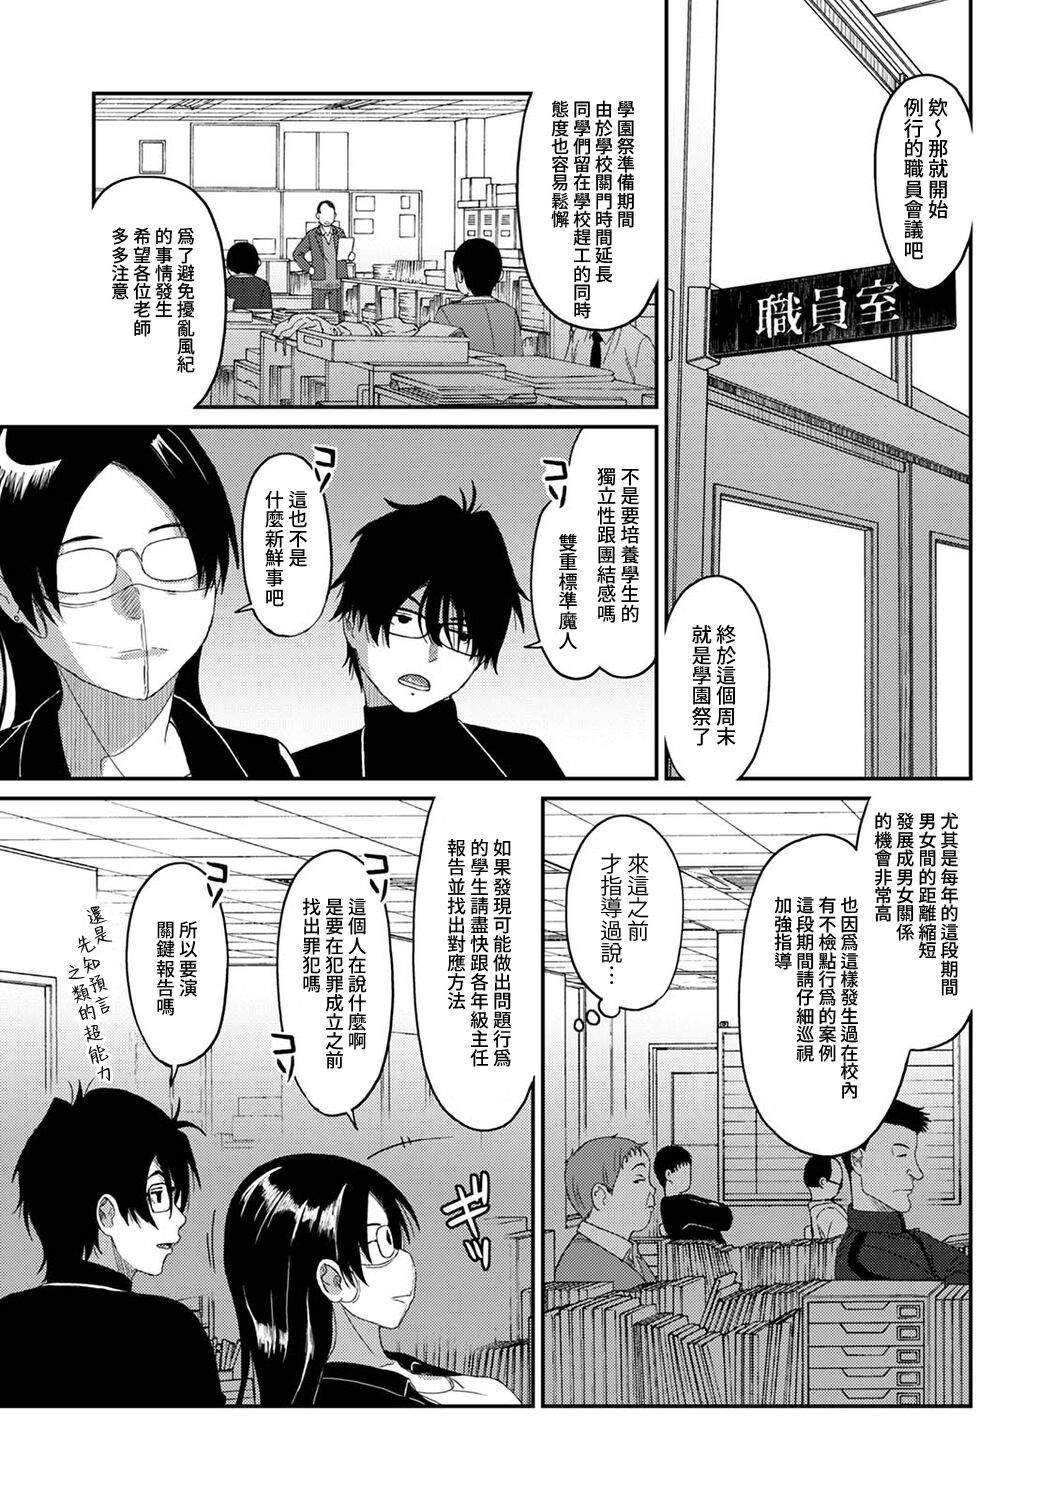 欸～那就開始
例行的職員會議吧
職員室
終於這個周末
就是學園祭了
學園祭準備期間
由於學校關門時間延長
同學們留在學校趕工的同時
態度也容易鬆懈
爲了避免擾亂風紀
的事情發生
希望各位老師
多多注意
不是要培養學生的
獨立性跟團結感嗎
雙重標準魔人
コソ
這也不是
什麼新鮮事吧
コソ
尤其是每年的這段期間
男女間的距離縮短
發展成男女關係
的機會非常高
也因爲這樣發生過在校內
有不檢點行爲的案例
這段期間請仔細巡視
加強指導
來這之前
才指導過說…
如果發現可能做出問題行爲
的學生請盡快跟各年級主任
報告並找出對應方法
這個人在說什麼啊
是要在犯罪成立之前
找出罪犯嗎
所以要演
關鍵報告嗎
還是
先知預言
之類的超能力
キシ